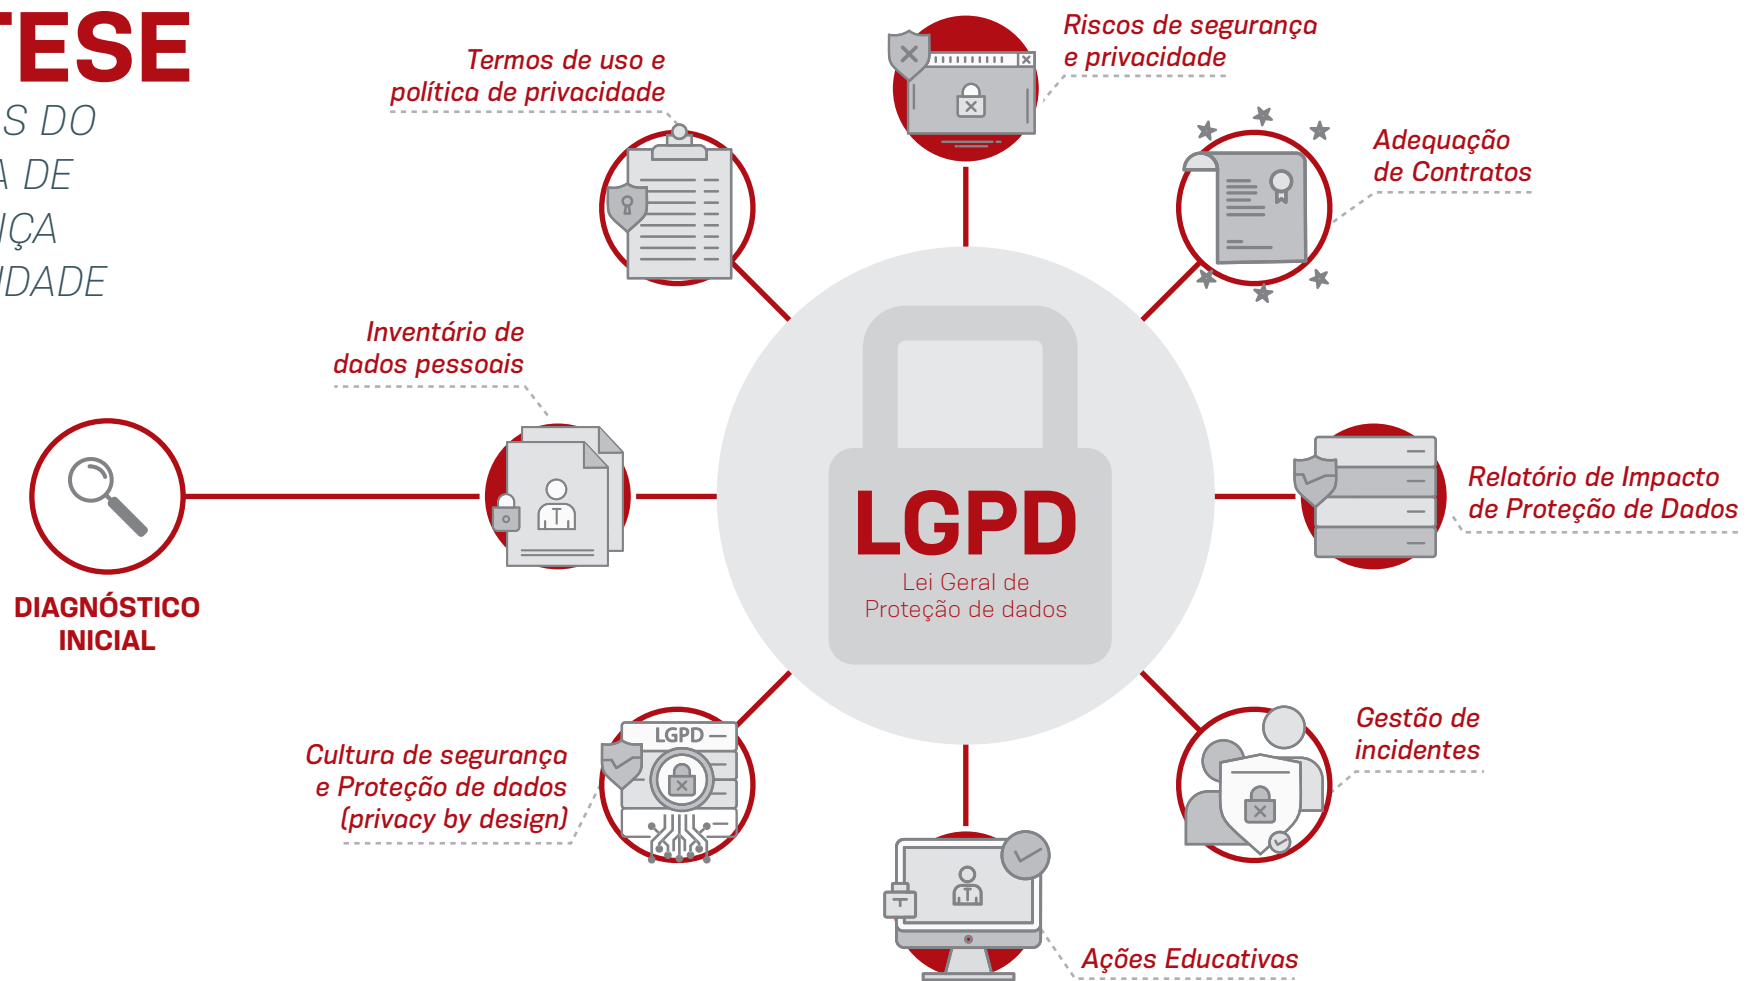 TESE
S DO
A DE
NÇA
IDADE
Termos de uso e
política de privacidade
Riscos de segurança
e privacidade
Adequação
de Contratos
Inventário de
dados pessoais
DIAGNÓSTICO
INICIAL
LGPD
Lei Geral de
Proteção de dados
Relatório de Impacto
de Proteção de Dados
Cultura de segurança
e Proteção de dados
(privacy by design)
LGPD
Gestão de
incidentes
Ações Educativas